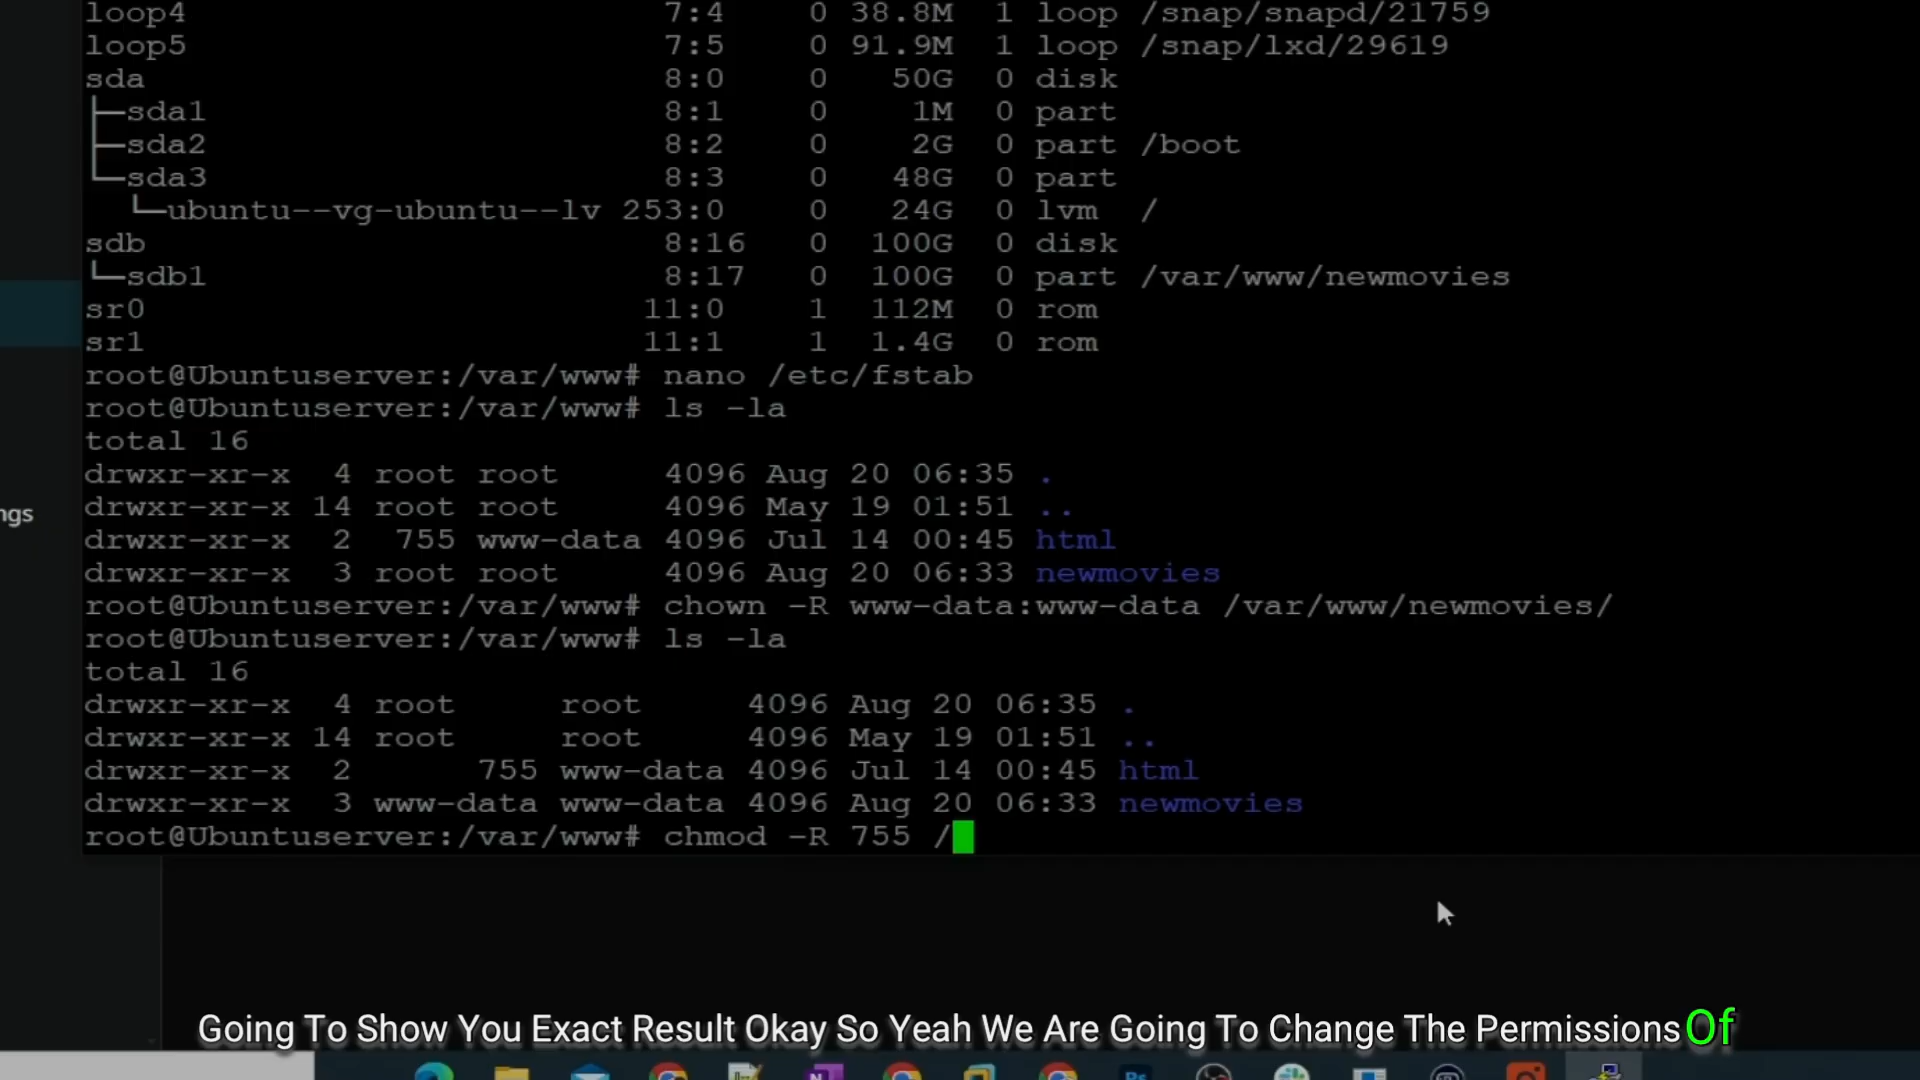 loop4 7:4 0 38.8M 1 loop /snap/snapd/21759
loop5 7:5 0 91.9M 1 loop /snap/lxd/29619
sda 8:0 0 50G 0 disk
├─sda1 8:1 0 1M 0 part
├─sda2 8:2 0 2G 0 part /boot
└─sda3 8:3 0 48G 0 part
└─ubuntu--vg-ubuntu--lv 253:0 0 24G 0 lvm /
sdb 8:16 0 100G 0 disk
└─sdb1 8:17 0 100G 0 part /var/www/newmovies
sr0 11:0 1 112M 0 rom
sr1 11:1 1 1.4G 0 rom
root@Ubuntuserver:/var/www# nano /etc/fstab
root@Ubuntuserver:/var/www# ls -la
total 16
drwxr-xr-x 4 root root 4096 Aug 20 06:35 .
drwxr-xr-x 14 root root 4096 May 19 01:51 ..
drwxr-xr-x 2 755 www-data 4096 Jul 14 00:45 html
drwxr-xr-x 3 root root 4096 Aug 20 06:33 newmovies
root@Ubuntuserver:/var/www# chown -R www-data:www-data /var/www/newmovies/
root@Ubuntuserver:/var/www# ls -la
total 16
drwxr-xr-x 4 root root 4096 Aug 20 06:35 .
drwxr-xr-x 14 root root 4096 May 19 01:51 ..
drwxr-xr-x 2 755 www-data 4096 Jul 14 00:45 html
drwxr-xr-x 3 www-data www-data 4096 Aug 20 06:33 newmovies
root@Ubuntuserver:/var/www# chmod -R 755 /
ngs
Going To Show You Exact Result Okay So Yeah We Are Going To Change The Permissions Of